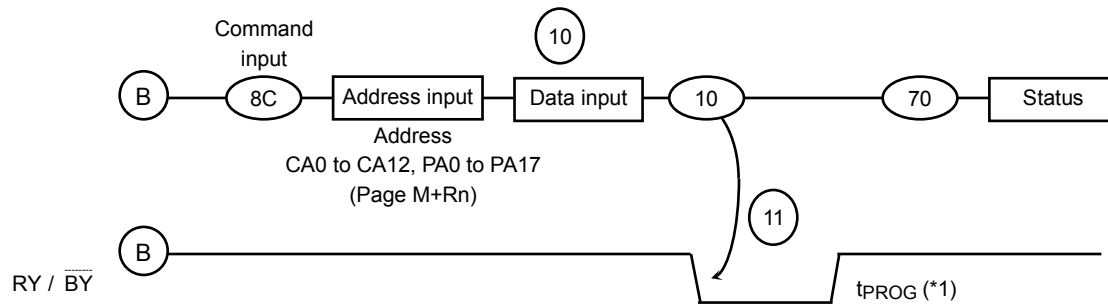 Command
input
10
B
8C
Address input
Data input
10
70
Status
Address
CA0 to CA12, PA0 to PA17
(Page M+Rn)
11
B
RY / BY
tPROG (*1)